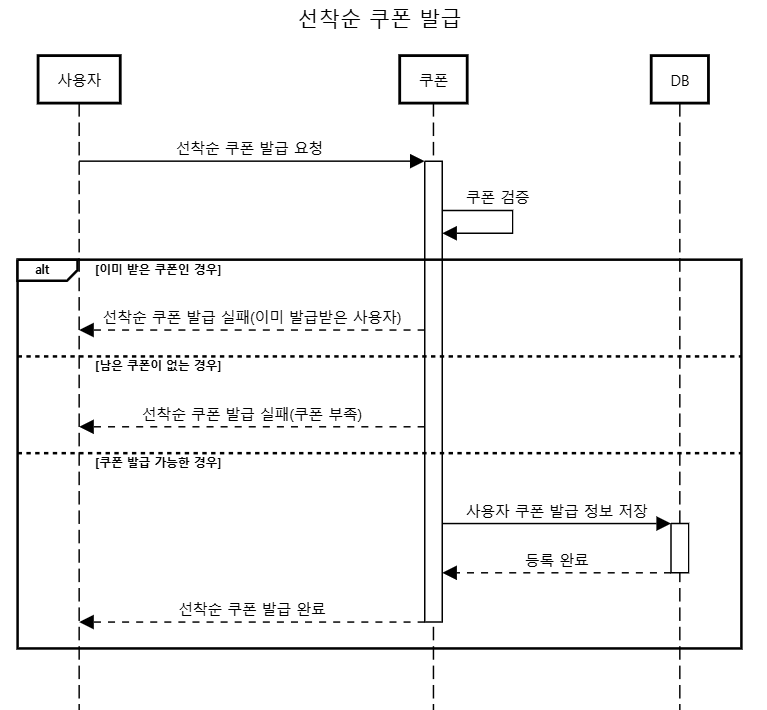 선착순 쿠폰 발급
사용자
쿠폰
DB
선착순 쿠폰 발급 요청
쿠폰 검증
alt
[이미 받은 쿠폰인 경우]
선착순 쿠폰 발급 실패(이미 발급받은 사용자)
[남은 쿠폰이 없는 경우]
선착순 쿠폰 발급 실패(쿠폰 부족)
[쿠폰 발급 가능한 경우]
사용자 쿠폰 발급 정보 저장
등록 완료
선착순 쿠폰 발급 완료